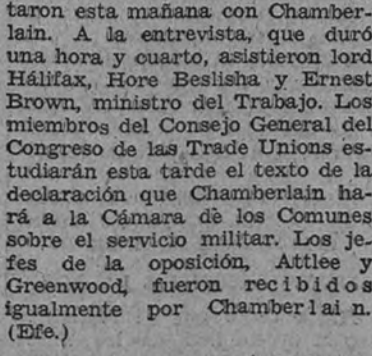 taron esta mañana con Chamber-
lain. A la entrevista, que duró
una hora y cuarto, asistieron lord
Hálifax, Hore Beslisha y Ernest
Brown, ministro del Trabajo. Los
miembros del Consejo General del
Congreso de las Trade Unions es-
tudiarán esta tarde el texto de la
declaración que Chamberlain ha-
rá a la Cámara de los Comunes
sobre el servicio militar. Los je-
fes de la oposición, Attlee y
Greenwood, fueron recibidos
igualmente por Chamberlain.
(Efe.)